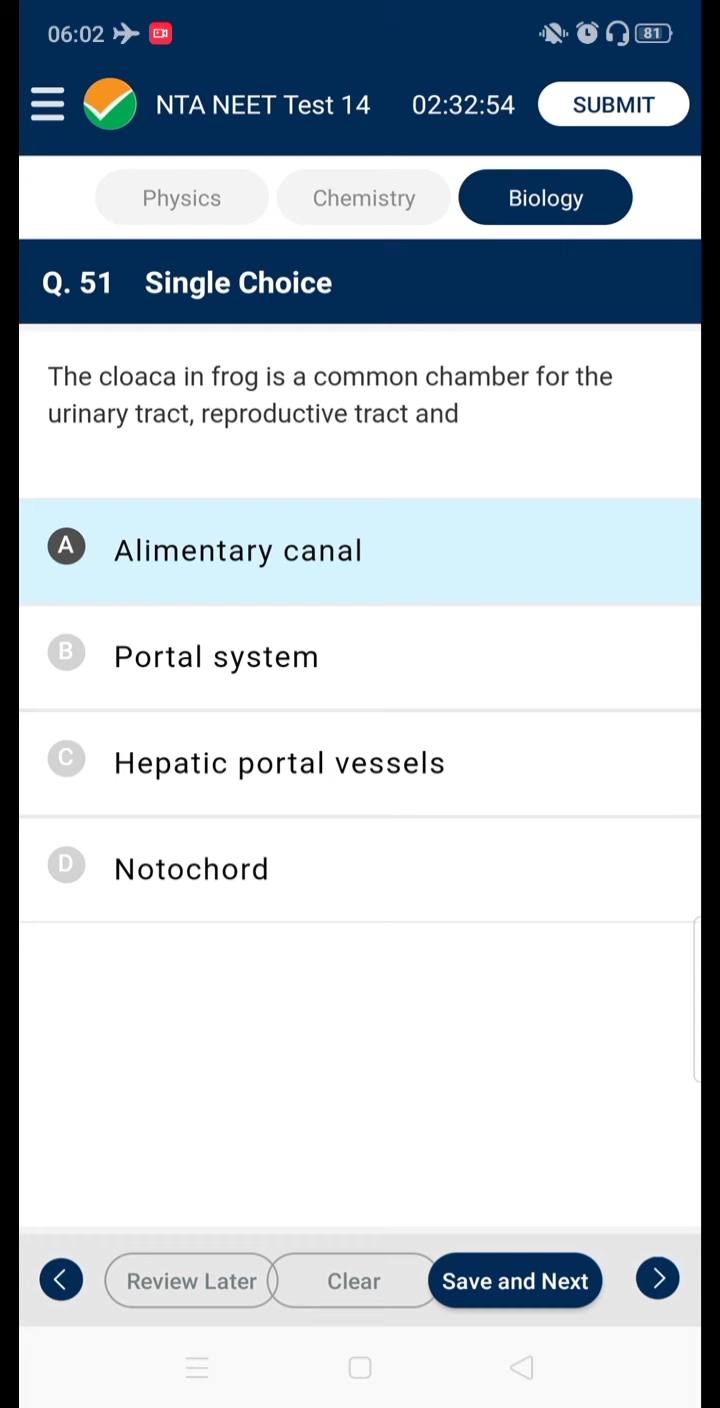 06:02 81
NTA NEET Test 14 02:32:54 SUBMIT
Physics Chemistry Biology
Q. 51 Single Choice
The cloaca in frog is a common chamber for the
urinary tract, reproductive tract and
A Alimentary canal
B Portal system
C Hepatic portal vessels
D Notochord
Review Later Clear Save and Next